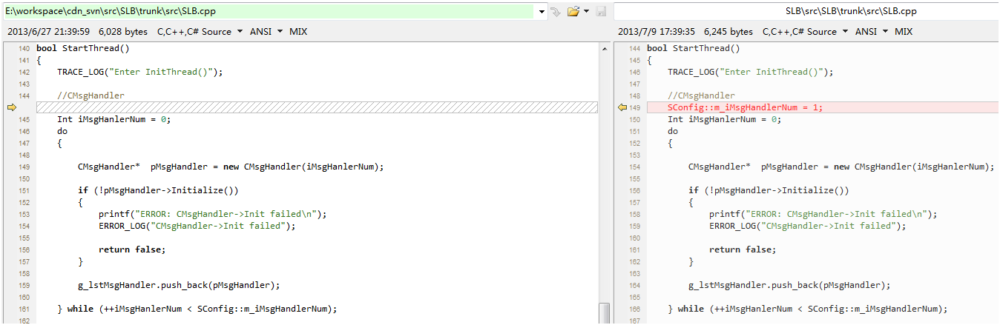 E:\workspace\cdn_svn\src\SLB\trunk\src\SLB.cpp
2013/6/27 21:39:59 6,028 bytes C,C++,C# Source ANSI MIX
140 bool StartThread()
141 {
142 TRACE_LOG("Enter InitThread()");
143
144 //CMsgHandler
145 Int iMsgHanlerNum = 0;
146 do
147 {
148
149 CMsgHandler* pMsgHandler = new CMsgHandler(iMsgHanlerNum);
150
151 if (!pMsgHandler->Initialize())
152 {
153 printf("ERROR: CMsgHandler->Init failed\n");
154 ERROR_LOG("CMsgHandler->Init failed");
155
156 return false;
157 }
158
159 g_lstMsgHandler.push_back(pMsgHandler);
160
161 } while (++iMsgHanlerNum < SConfig::m_iMsgHandlerNum);
162
SLB\src\SLB\trunk\src\SLB.cpp
2013/7/9 17:39:35 6,245 bytes C,C++,C# Source ANSI MIX
144 bool StartThread()
145 {
146 TRACE_LOG("Enter InitThread()");
147
148 //CMsgHandler
149 SConfig::m_iMsgHandlerNum = 1;
150 Int iMsgHanlerNum = 0;
151 do
152 {
153
154 CMsgHandler* pMsgHandler = new CMsgHandler(iMsgHanlerNum);
155
156 if (!pMsgHandler->Initialize())
157 {
158 printf("ERROR: CMsgHandler->Init failed\n");
159 ERROR_LOG("CMsgHandler->Init failed");
160
161 return false;
162 }
163
164 g_lstMsgHandler.push_back(pMsgHandler);
165
166 } while (++iMsgHanlerNum < SConfig::m_iMsgHandlerNum);
167